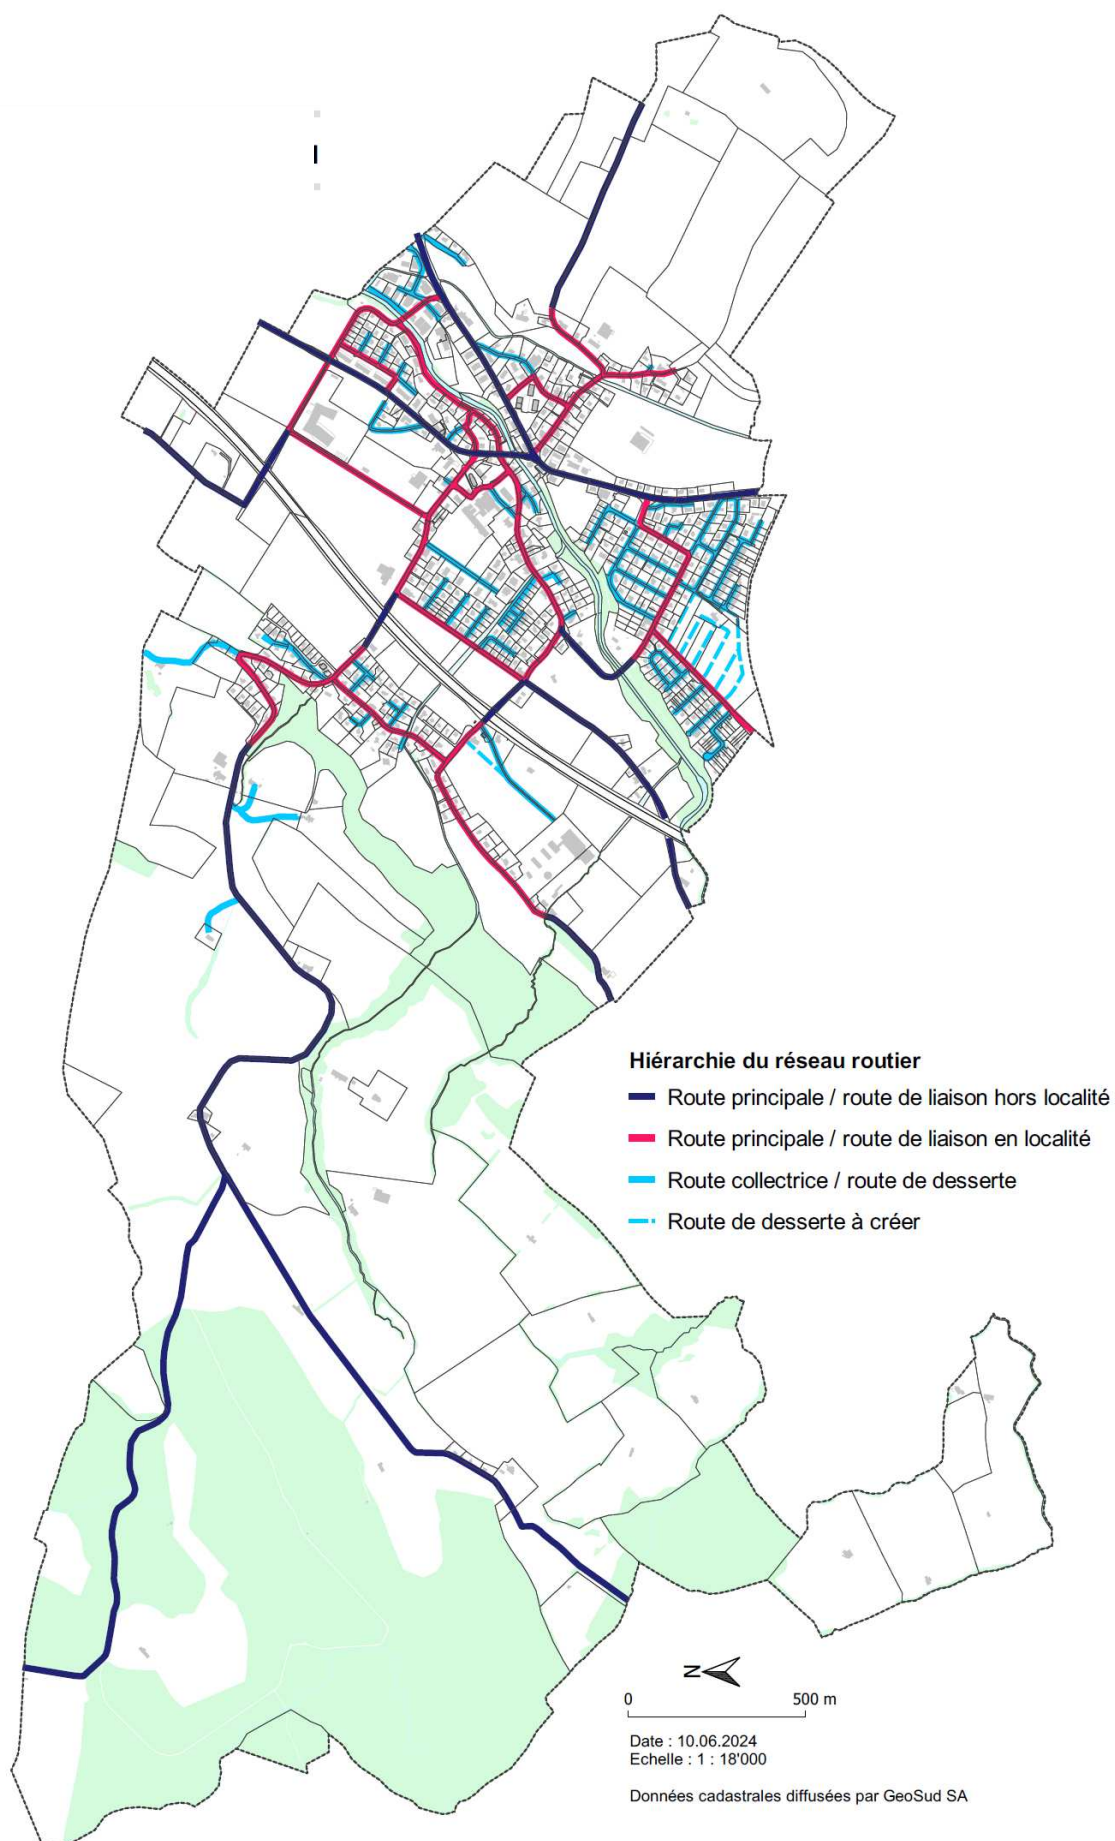 Hiérarchie du réseau routier
Route principale / route de liaison hors localité
Route principale / route de liaison en localité
Route collectrice / route de desserte
Route de desserte à créer
N
0 500 m
Date : 10.06.2024
Echelle : 1 : 18'000
Données cadastrales diffusées par GeoSud SA